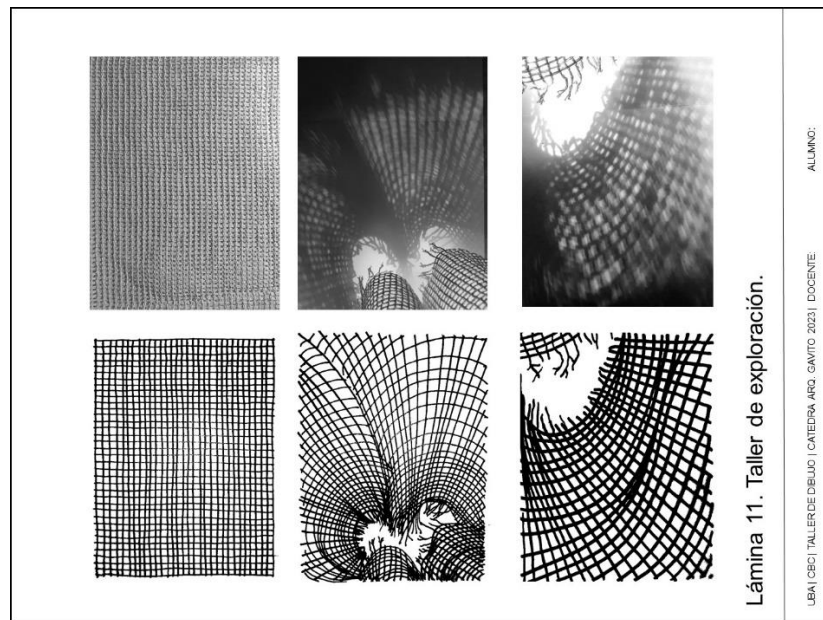 Lámina 11. Taller de exploración.
UBA | CBC | TALLER DE DIBUJO | CATEDRA ARQ. GAVITO 2023 | DOCENTE: ALUMNO: